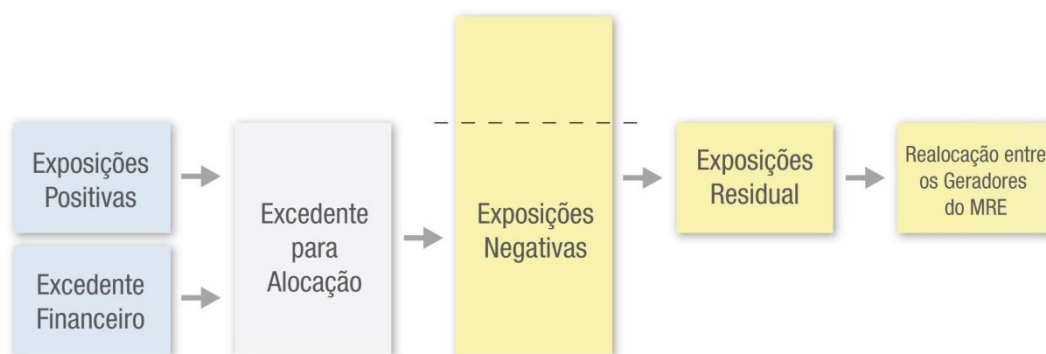 Exposições
Positivas
Excedente
Financeiro
Excedente
para
Alocação
Exposições
Negativas
Exposições
Residual
Realocação entre
os Geradores
do MRE